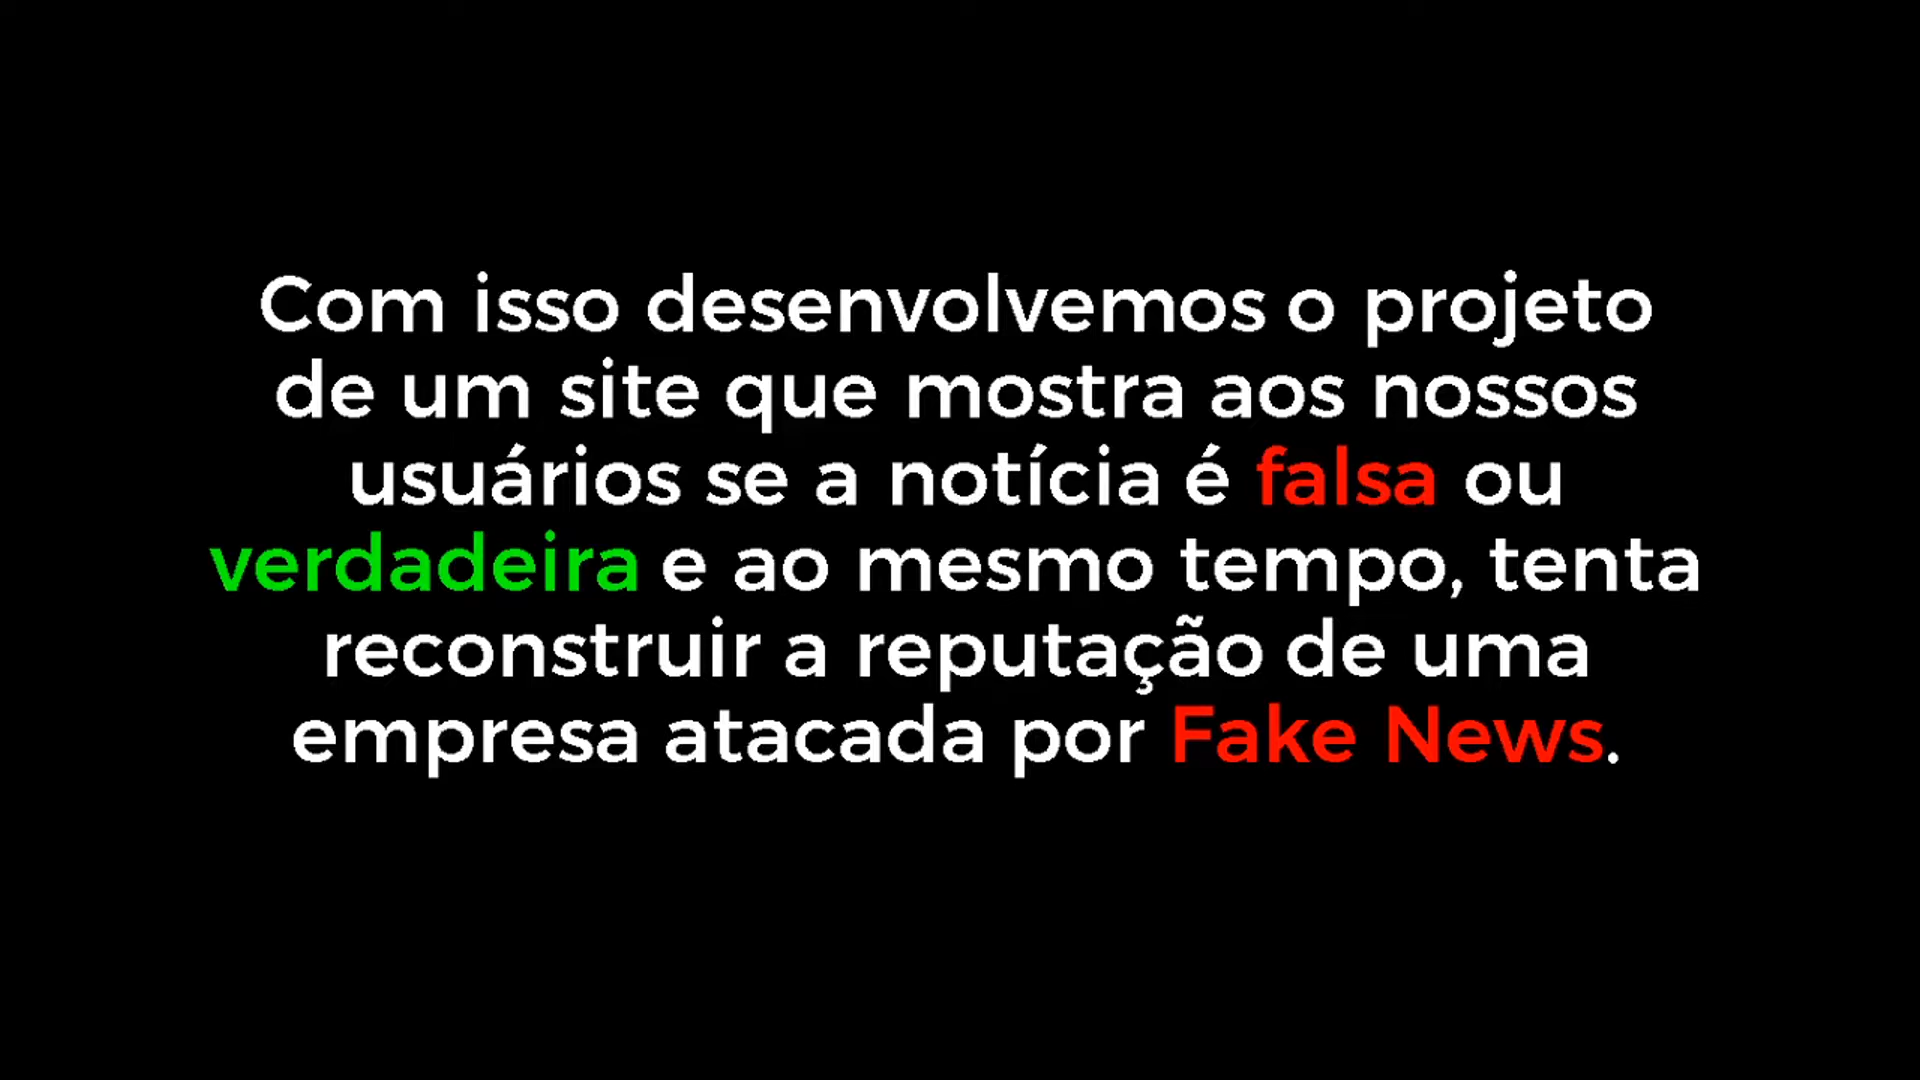 Com isso desenvolvemos o projeto
de um site que mostra aos nossos
usuários se a notícia é falsa ou
verdadeira e ao mesmo tempo, tenta
reconstruir a reputação de uma
empresa atacada por Fake News.